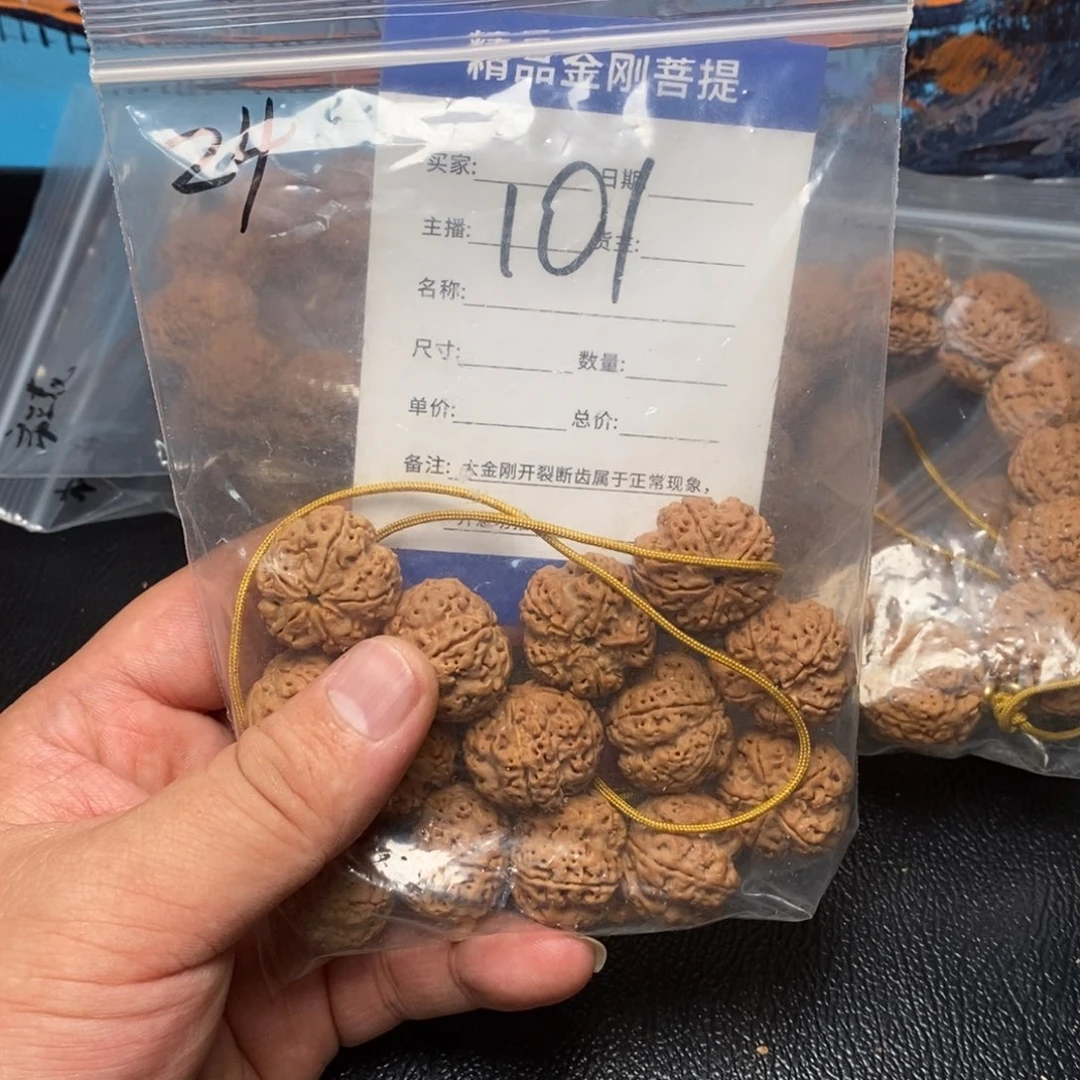 精品金刚菩提
24
101
买家: 日期
主播: 货主:
名称:
尺寸: 数量:
单价: 总价:
备注: 大金刚开裂断齿属于正常现象，